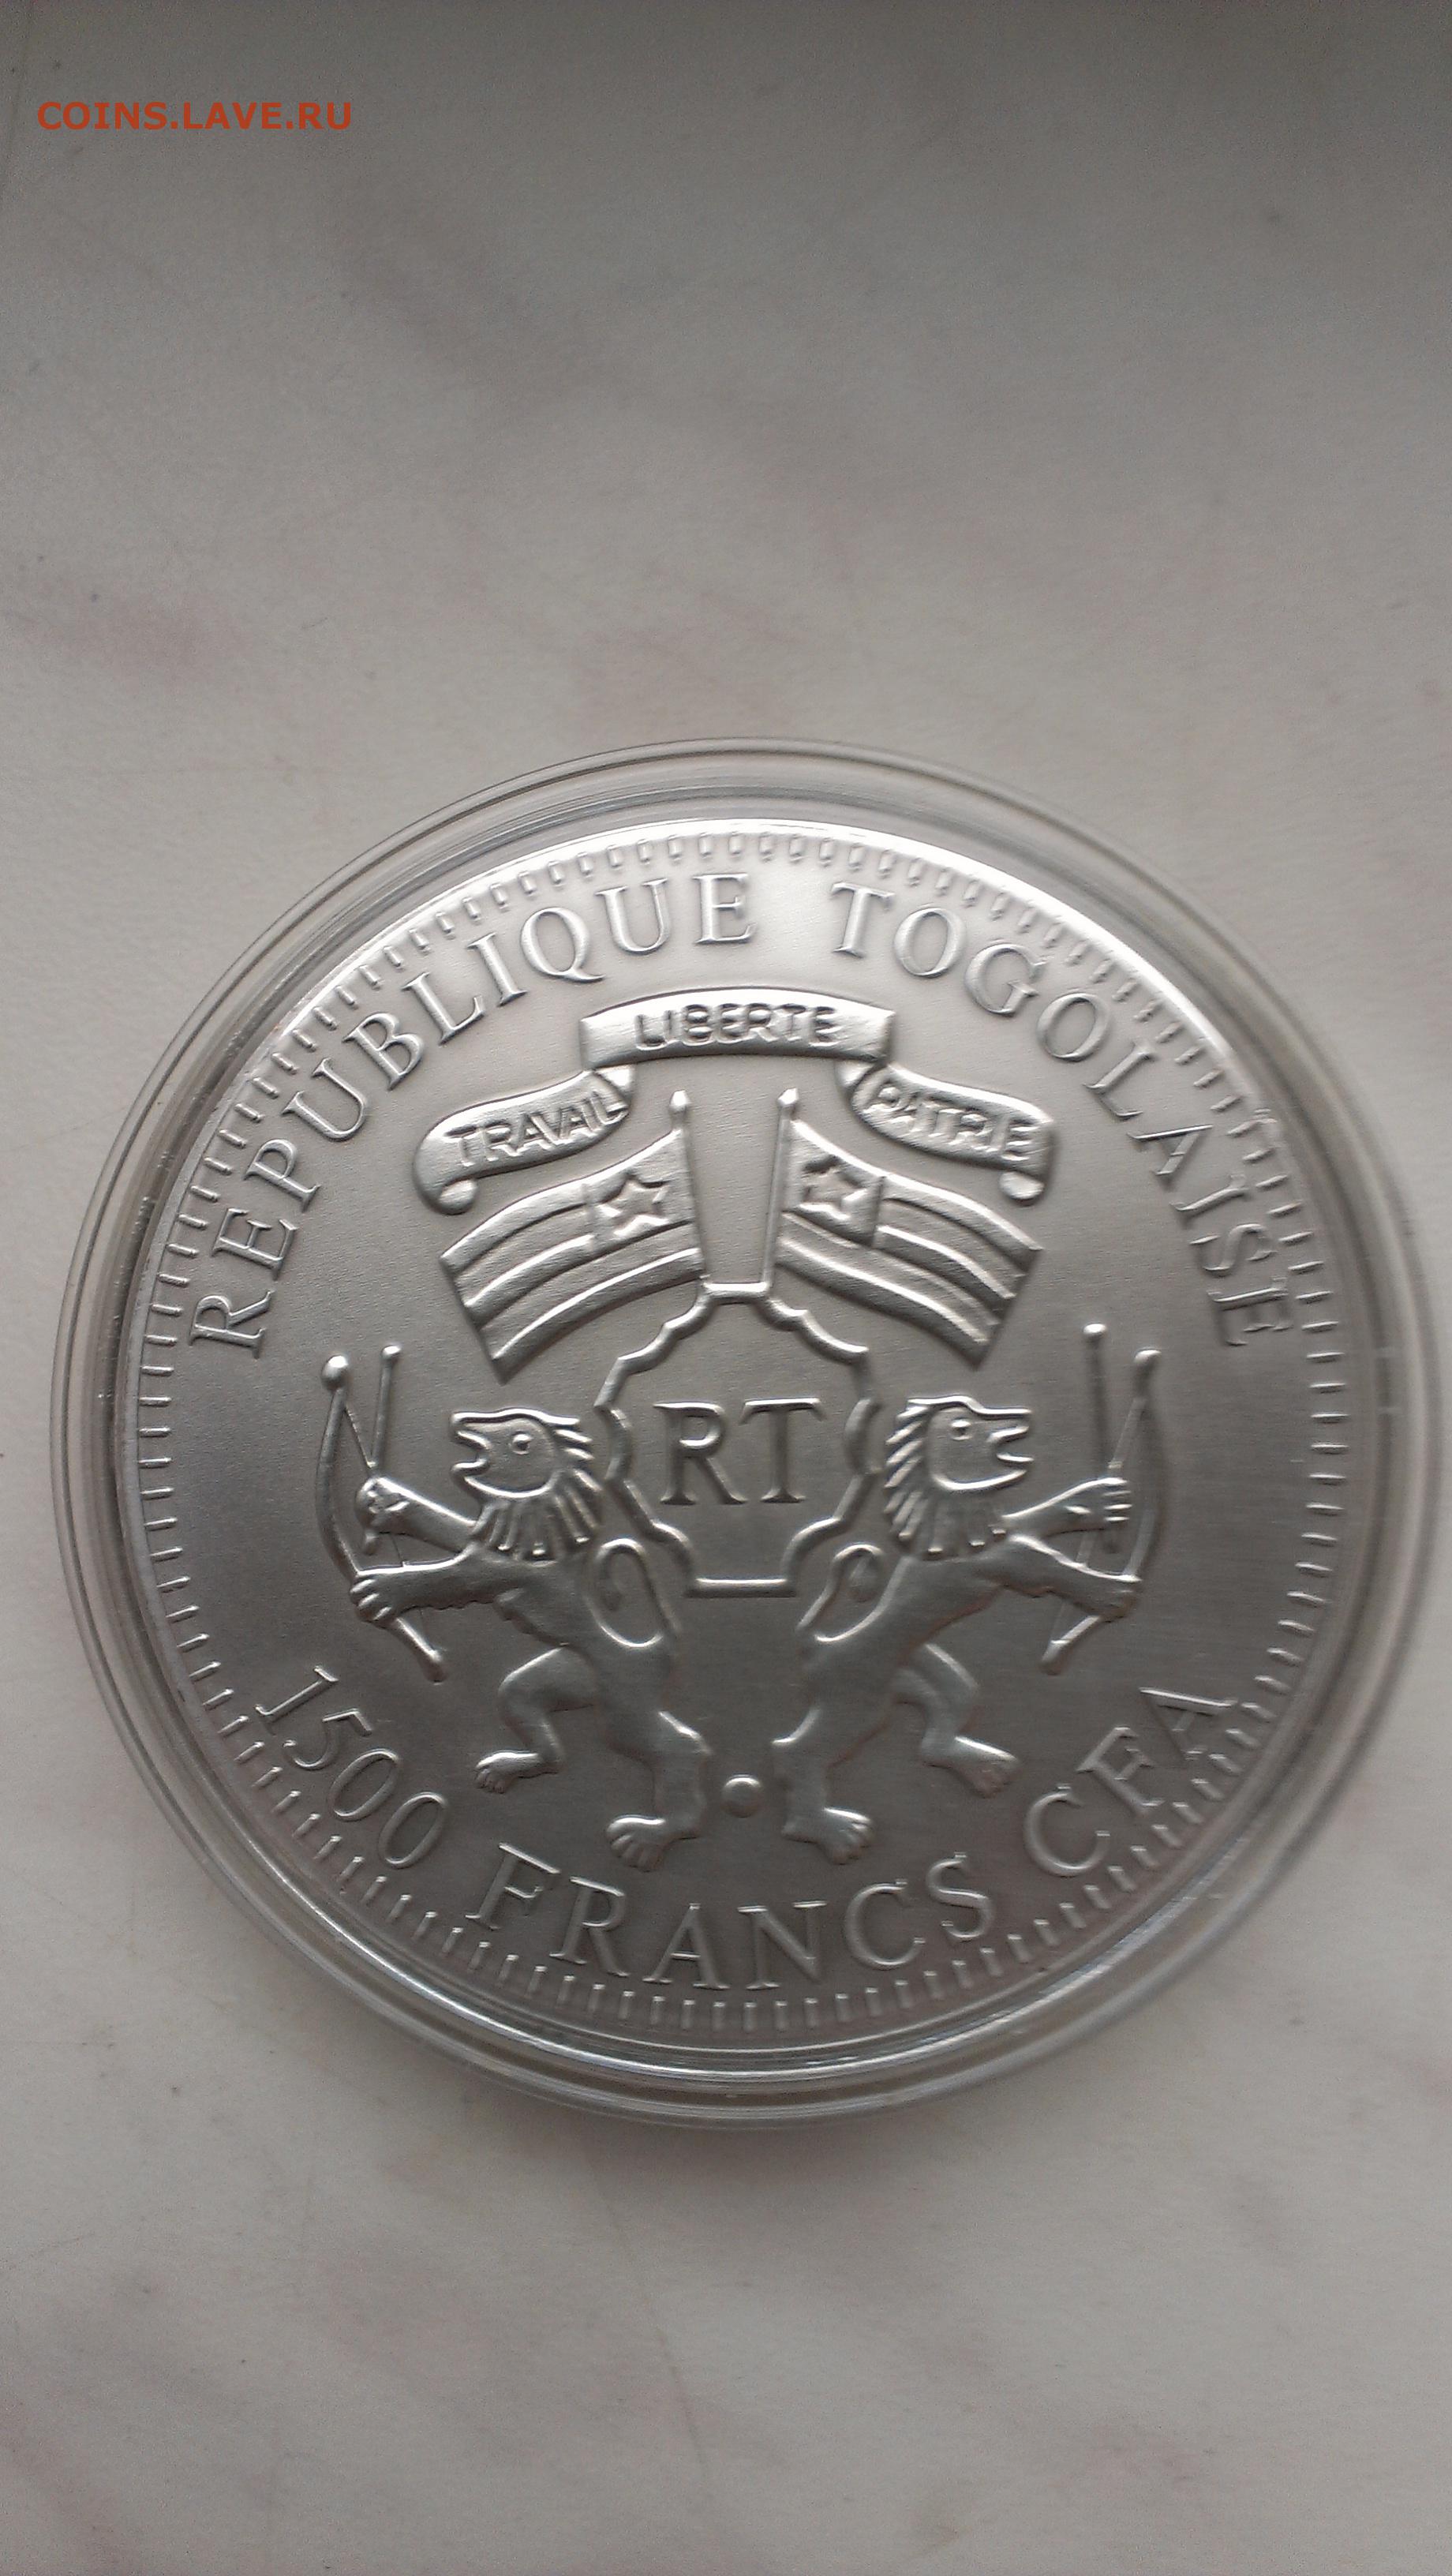 COINS.LAVE.RU
REPUBLIQUE TOGOLAISE
LIBERTE
TRAVAIL
PATRIE
RT
1500 FRANCS CFA